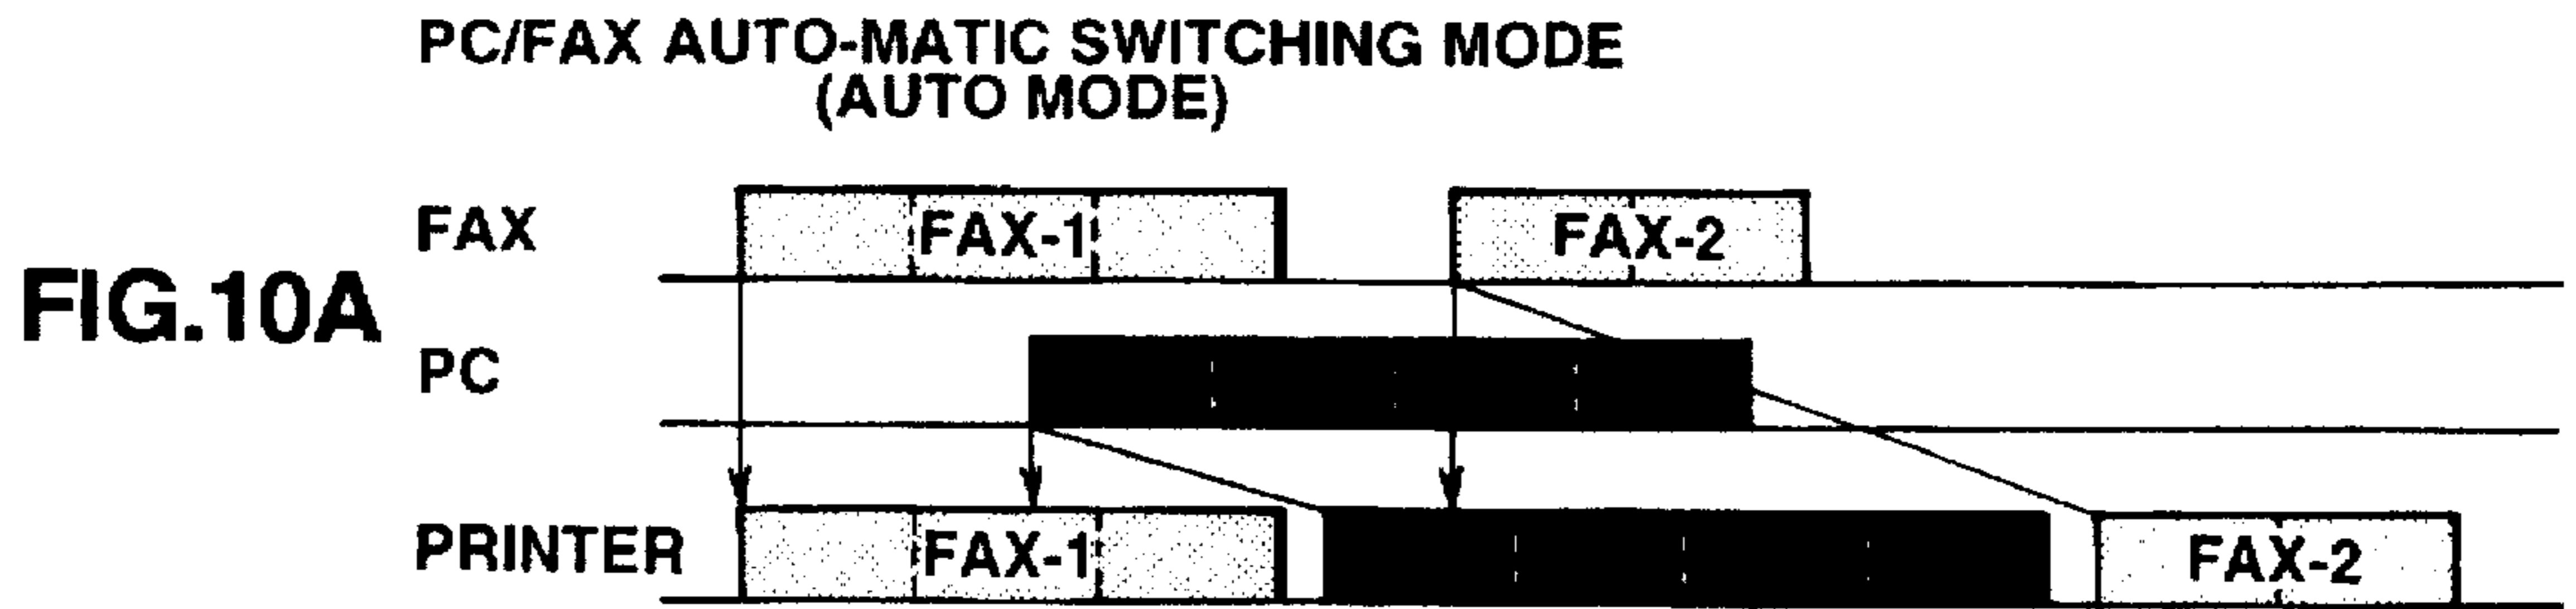 PC/FAX AUTO-MATIC SWITCHING MODE
(AUTO MODE)
FAX
FAX-1
FAX-2
FIG.10A
PC
PRINTER
FAX-1
FAX-2